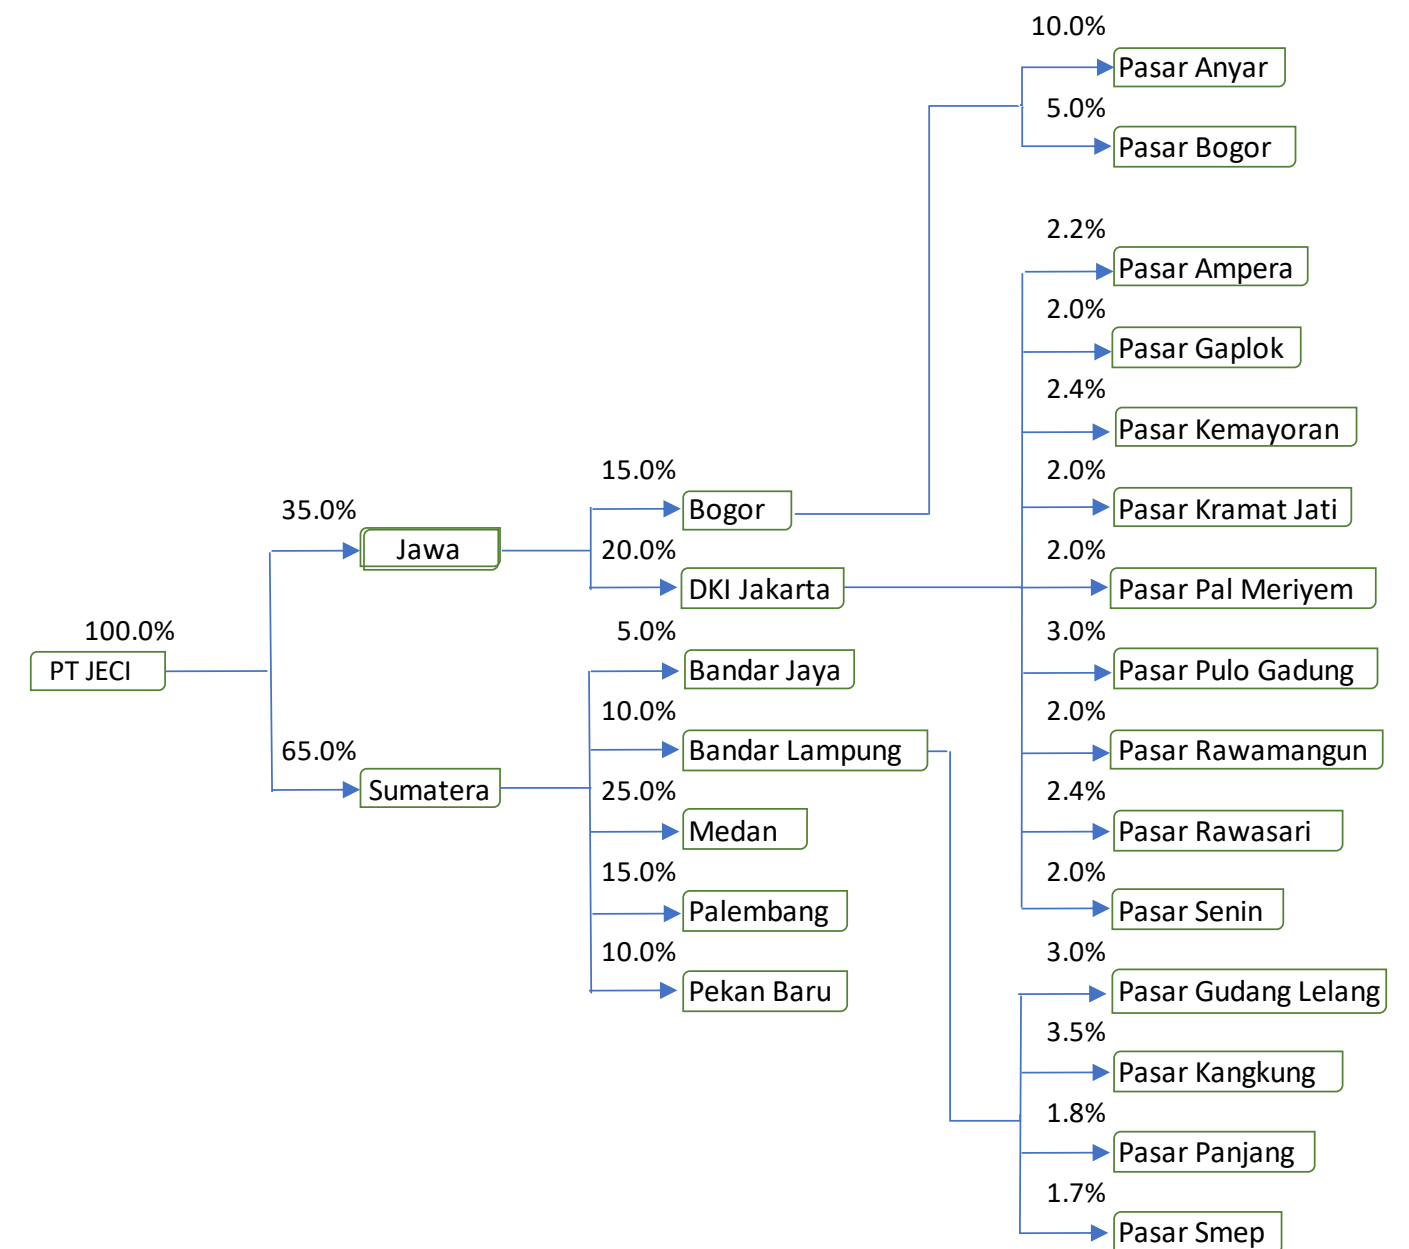 10.0%
Pasar Anyar
5.0%
Pasar Bogor
2.2%
Pasar Ampera
2.0%
Pasar Gaplok
2.4%
Pasar Kemayoran
15.0%
2.0%
Bogor
Pasar Kramat Jati
35.0%
Jawa
20.0%
2.0%
DKI Jakarta
Pasar Pal Meriyem
100.0%
5.0%
3.0%
PT JECI
Bandar Jaya
Pasar Pulo Gadung
10.0%
2.0%
65.0%
Bandar Lampung
Pasar Rawamangun
Sumatera
25.0%
2.4%
Medan
Pasar Rawasari
15.0%
2.0%
Palembang
Pasar Senin
10.0%
3.0%
Pekan Baru
Pasar Gudang Lelang
3.5%
Pasar Kangkung
1.8%
Pasar Panjang
1.7%
Pasar Smep